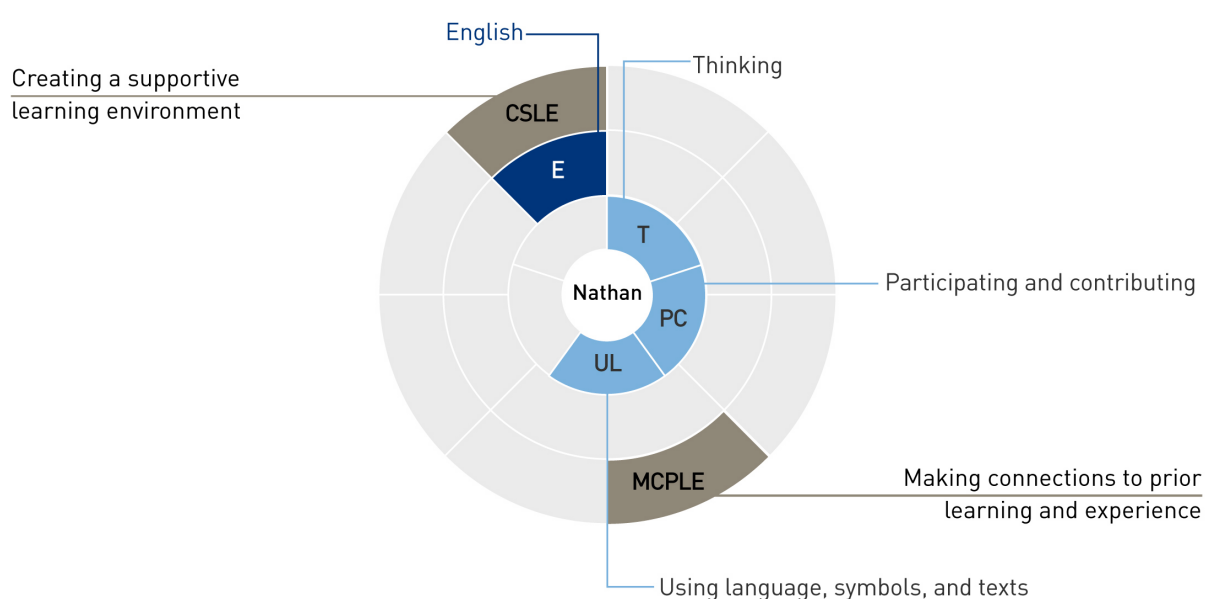 English
Thinking
Creating a supportive
learning environment
CSLE
E
T
Participating and contributing
Nathan
PC
UL
MCPLE
Making connections to prior
learning and experience
Using language, symbols, and texts